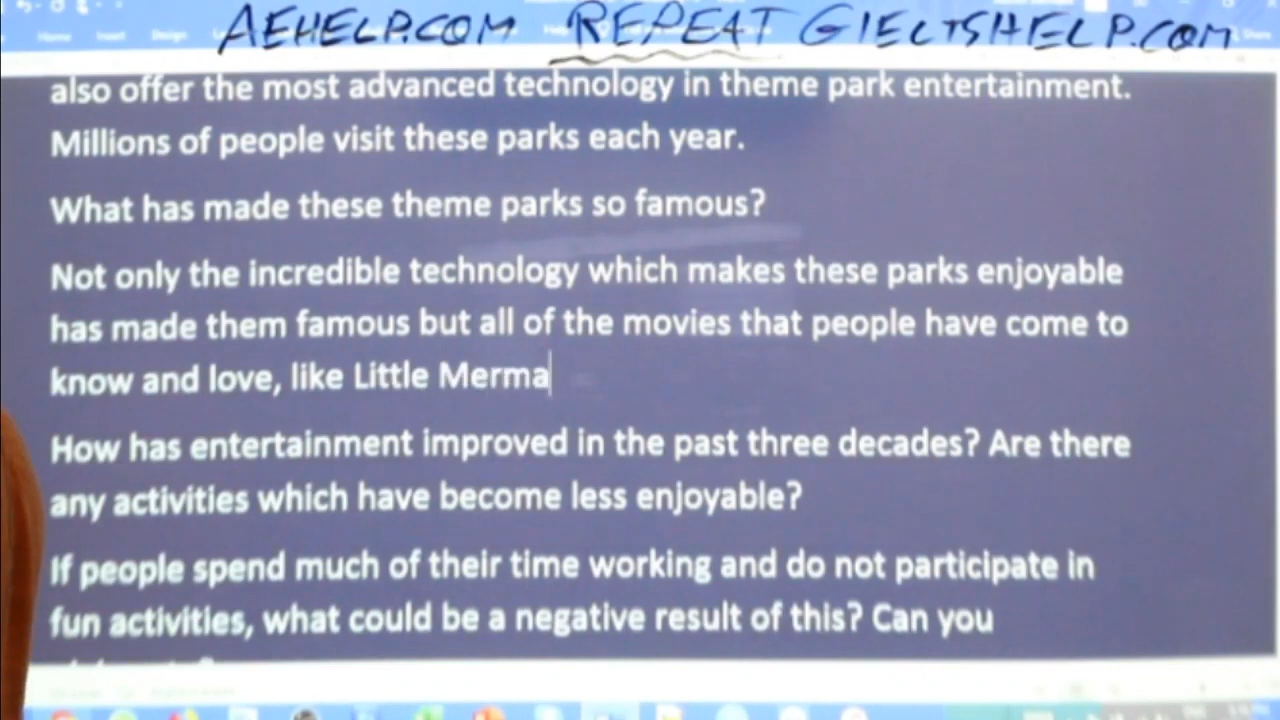 AEHELP.COM REPEAT GIELTSHELP.COM
Home Insert Design
also offer the most advanced technology in theme park entertainment.
Millions of people visit these parks each year.
What has made these theme parks so famous?
Not only the incredible technology which makes these parks enjoyable
has made them famous but all of the movies that people have come to
know and love, like Little Merma
How has entertainment improved in the past three decades? Are there
any activities which have become less enjoyable?
If people spend much of their time working and do not participate in
fun activities, what could be a negative result of this? Can you